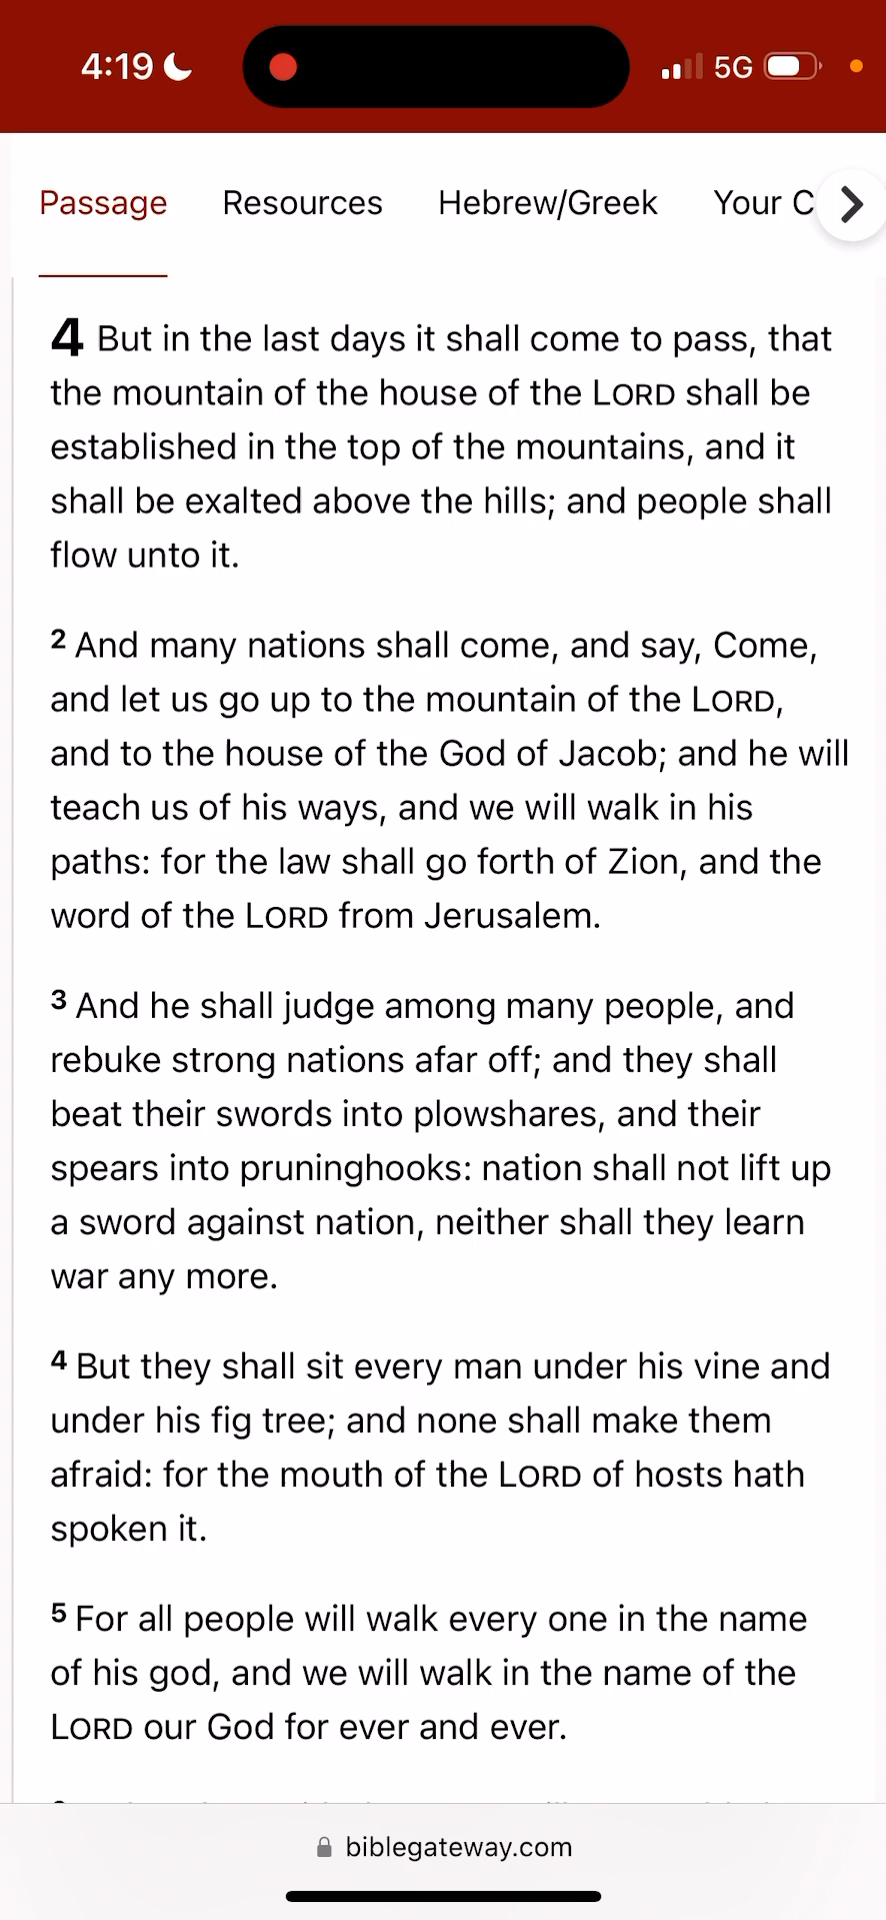 4:19
5G
Passage Resources Hebrew/Greek Your C
4 But in the last days it shall come to pass, that
the mountain of the house of the LORD shall be
established in the top of the mountains, and it
shall be exalted above the hills; and people shall
flow unto it.
2 And many nations shall come, and say, Come,
and let us go up to the mountain of the LORD,
and to the house of the God of Jacob; and he will
teach us of his ways, and we will walk in his
paths: for the law shall go forth of Zion, and the
word of the LORD from Jerusalem.
3 And he shall judge among many people, and
rebuke strong nations afar off; and they shall
beat their swords into plowshares, and their
spears into pruninghooks: nation shall not lift up
a sword against nation, neither shall they learn
war any more.
4 But they shall sit every man under his vine and
under his fig tree; and none shall make them
afraid: for the mouth of the LORD of hosts hath
spoken it.
5 For all people will walk every one in the name
of his god, and we will walk in the name of the
LORD our God for ever and ever.
biblegateway.com